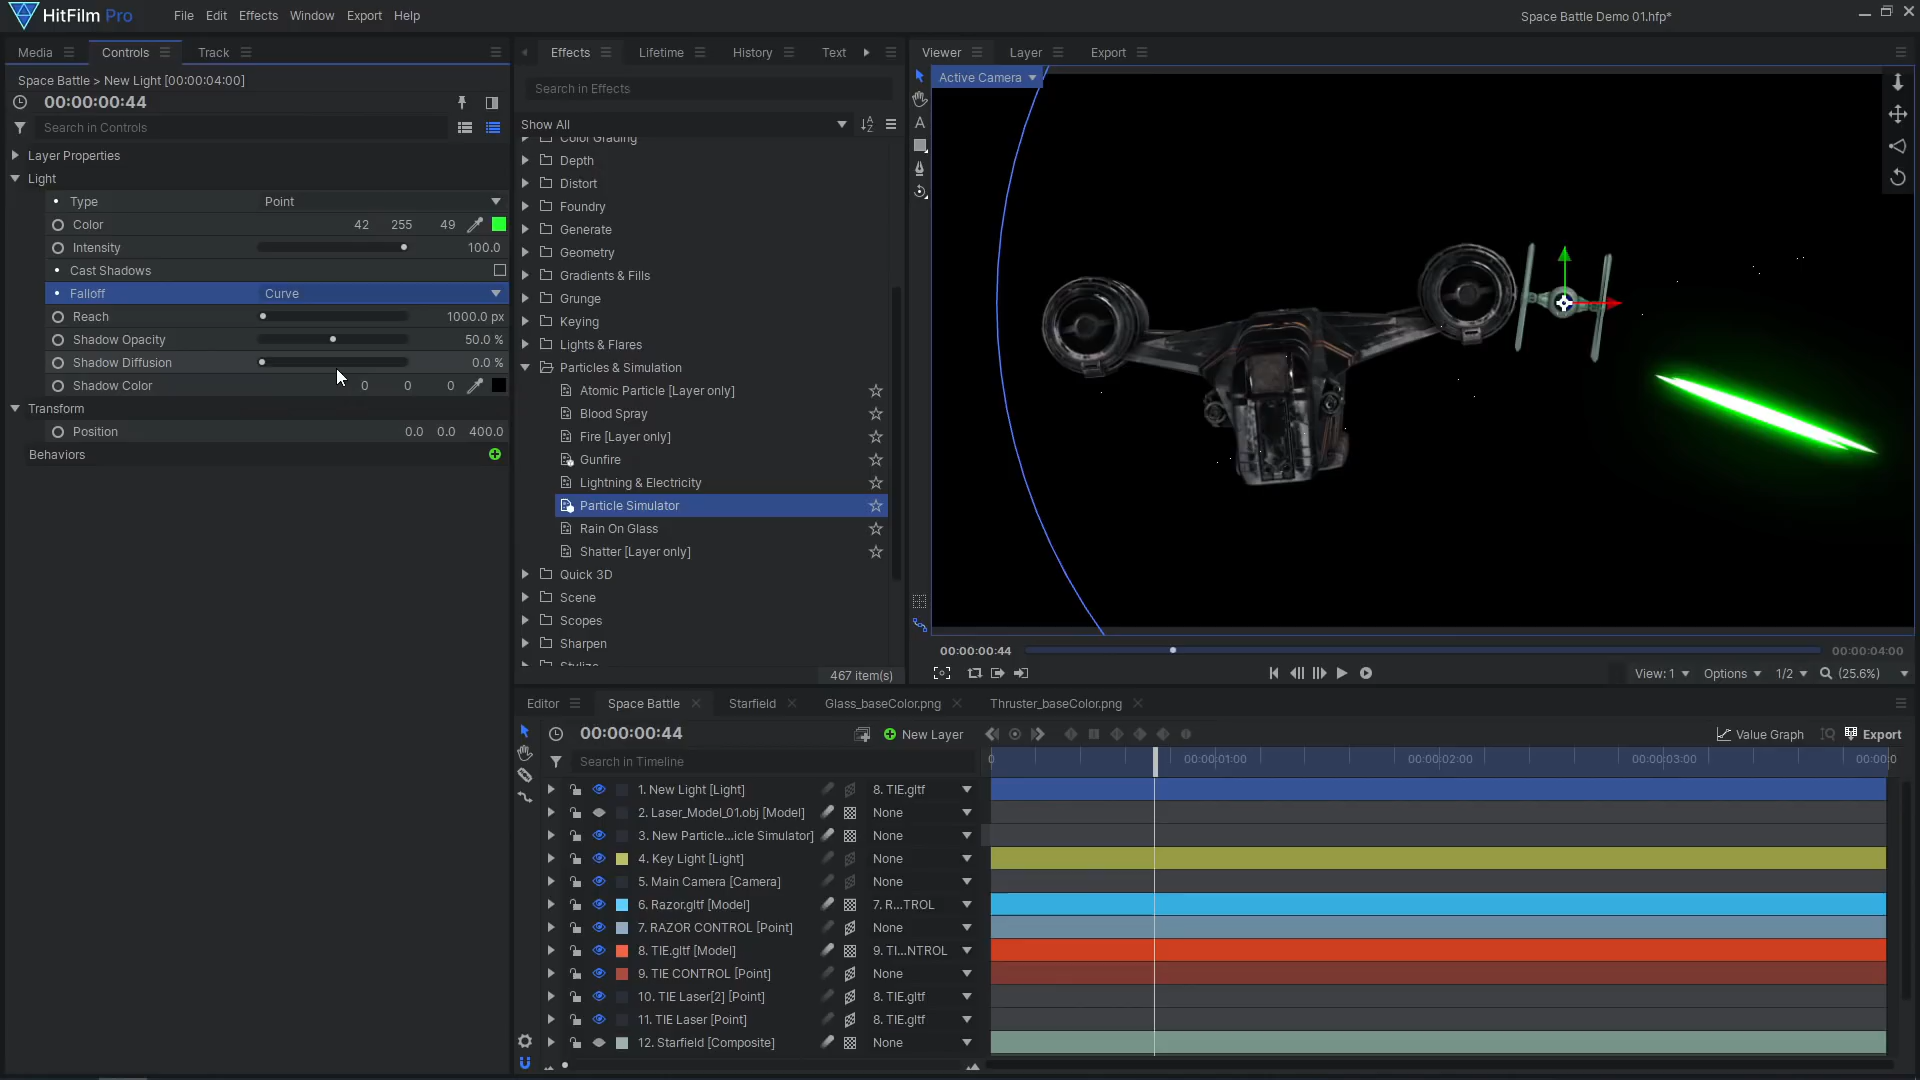 HitFilm Pro
File Edit Effects Window Export Help
Space Battle Demo 01.hfp*
Media Controls Track
Space Battle > New Light [00:00:04:00]
00:00:00:44
Search in Controls
Layer Properties
Light
Type Point
Color 42 255 49
Intensity 100.0
Cast Shadows
Falloff Curve
Reach 1000.0 px
Shadow Opacity 50.0 %
Shadow Diffusion 0.0 %
Shadow Color 0 0 0
Transform
Position 0.0 0.0 400.0
Behaviors
Effects Lifetime History Text
Search in Effects
Show All
Color Grading
Depth
Distort
Foundry
Generate
Geometry
Gradients & Fills
Grunge
Keying
Lights & Flares
Particles & Simulation
Atomic Particle [Layer only]
Blood Spray
Fire [Layer only]
Gunfire
Lightning & Electricity
Particle Simulator
Rain On Glass
Shatter [Layer only]
Quick 3D
Scene
Scopes
Sharpen
Stylize
467 item(s)
Viewer Layer Export
Active Camera
00:00:00:44 00:00:04:00
View: 1 Options 1/2 (25.6%)
Editor Space Battle Starfield Glass_baseColor.png Thruster_baseColor.png
00:00:00:44 New Layer Value Graph Export
Search in Timeline
0 00:00:01:00 00:00:02:00 00:00:03:00 00:00:0
1. New Light [Light] 8. TIE.gltf
2. Laser_Model_01.obj [Model] None
3. New Particle...icle Simulator] None
4. Key Light [Light] None
5. Main Camera [Camera] None
6. Razor.gltf [Model] 7. R...TROL
7. RAZOR CONTROL [Point] None
8. TIE.gltf [Model] 9. TI...NTROL
9. TIE CONTROL [Point] None
10. TIE Laser[2] [Point] 8. TIE.gltf
11. TIE Laser [Point] 8. TIE.gltf
12. Starfield [Composite] None